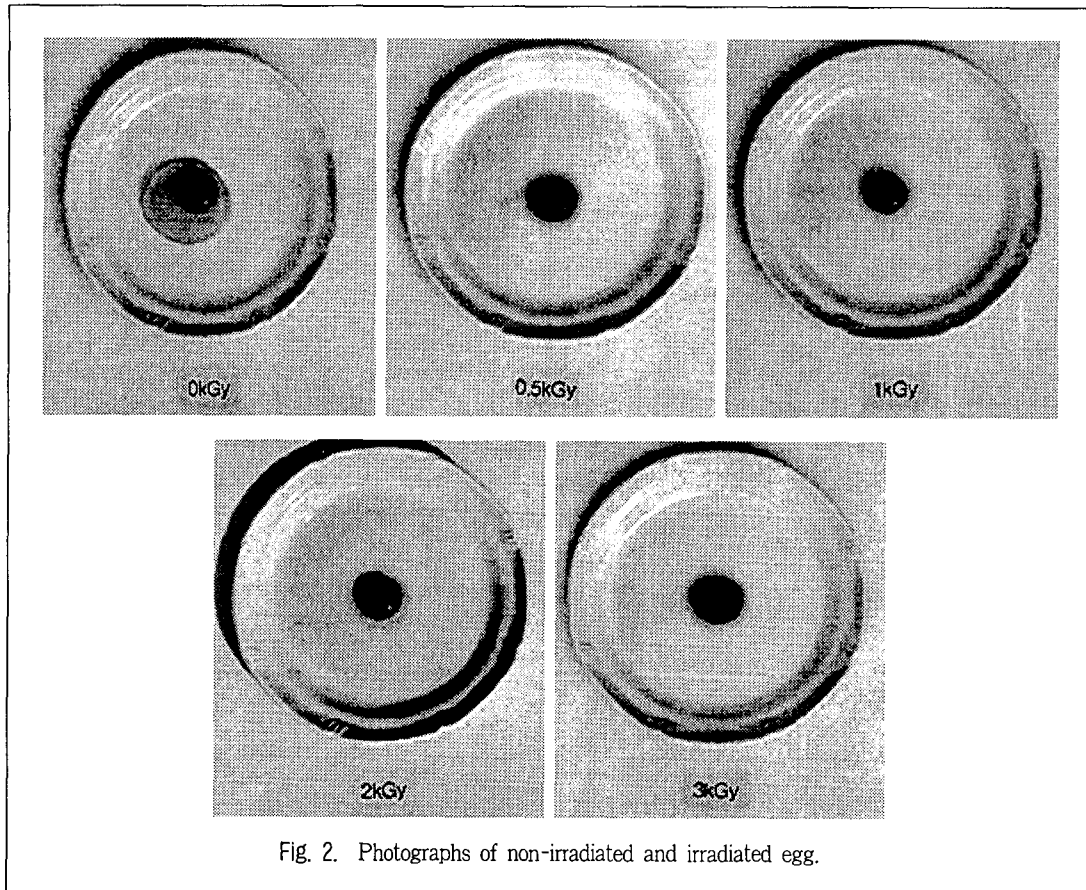 0kGy
0.5kGy
1kGy
2kGy
3kGy
Fig. 2. Photographs of non-irradiated and irradiated egg.